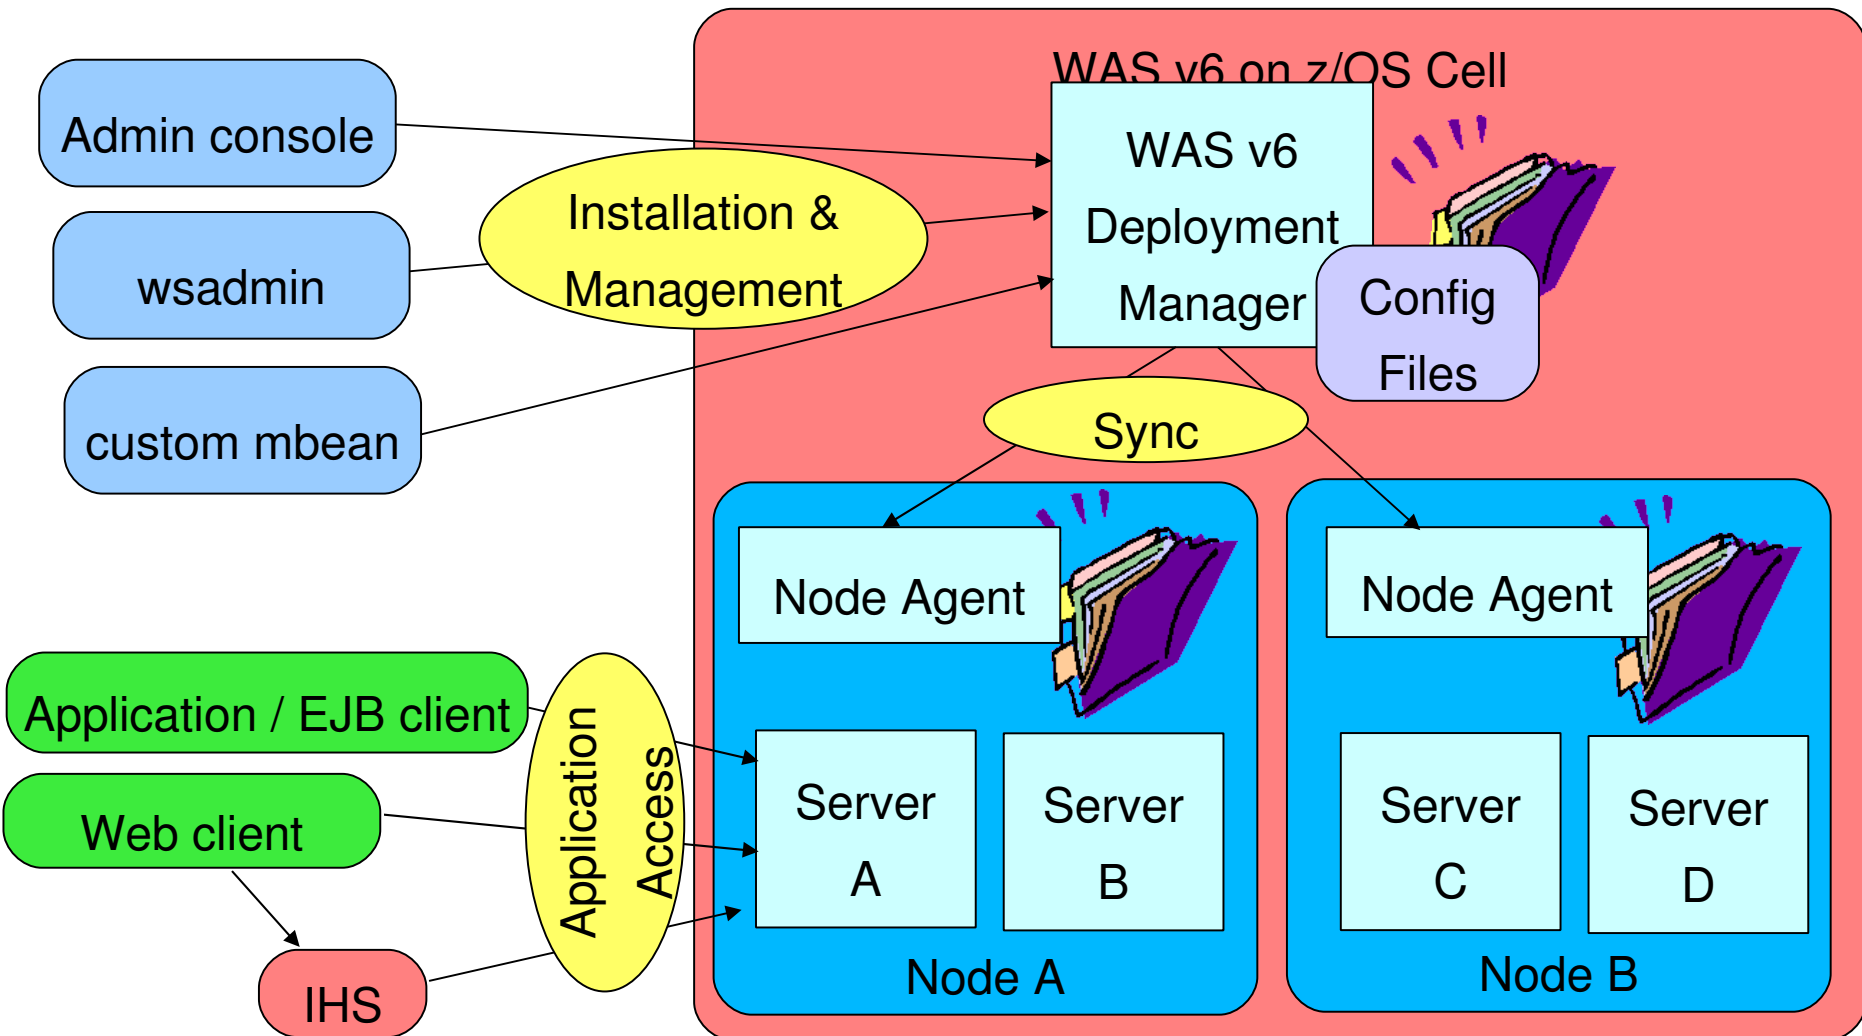 WAS v6 on z/OS Cell
Admin console
wsadmin
custom mbean
Installation &
Management
WAS v6
Deployment
Manager
Config
Files
Sync
Node Agent
Node Agent
Application / EJB client
Web client
IHS
Application
Access
Server
A
Server
B
Node A
Server
C
Server
D
Node B